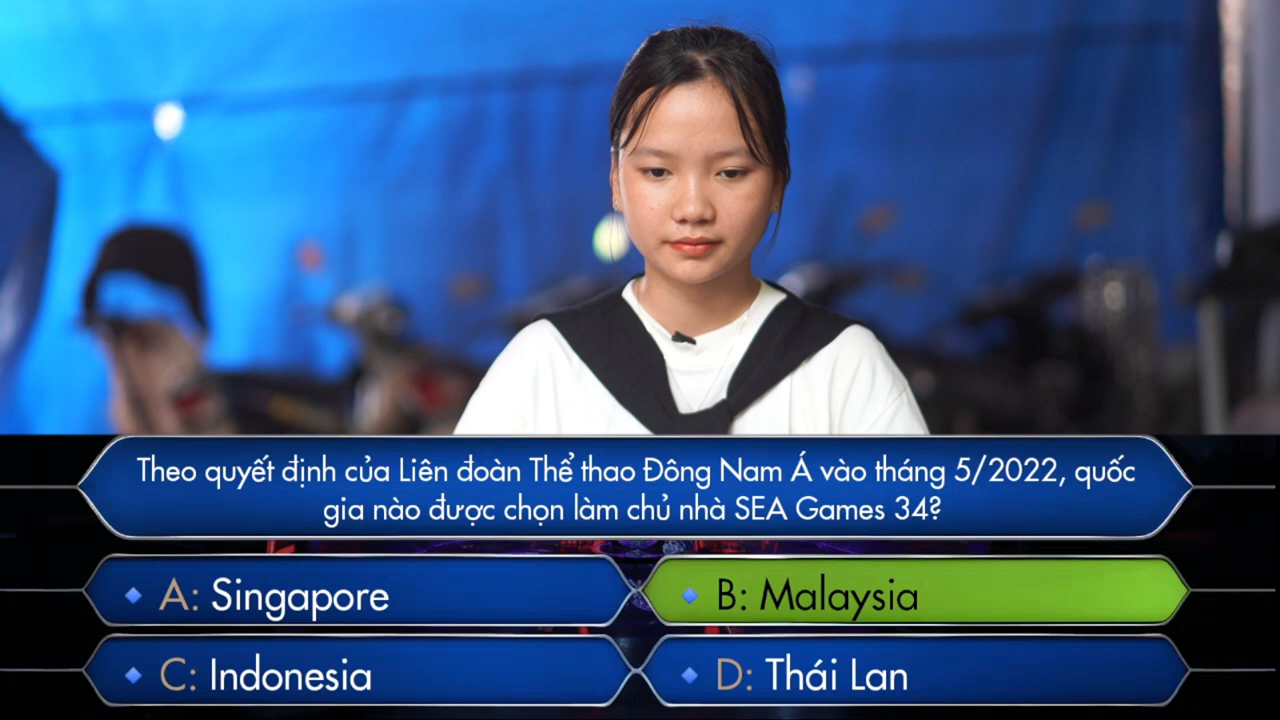 Theo quyết định của Liên đoàn Thể thao Đông Nam Á vào tháng 5/2022, quốc
gia nào được chọn làm chủ nhà SEA Games 34?
A: Singapore
B: Malaysia
C: Indonesia
D: Thái Lan